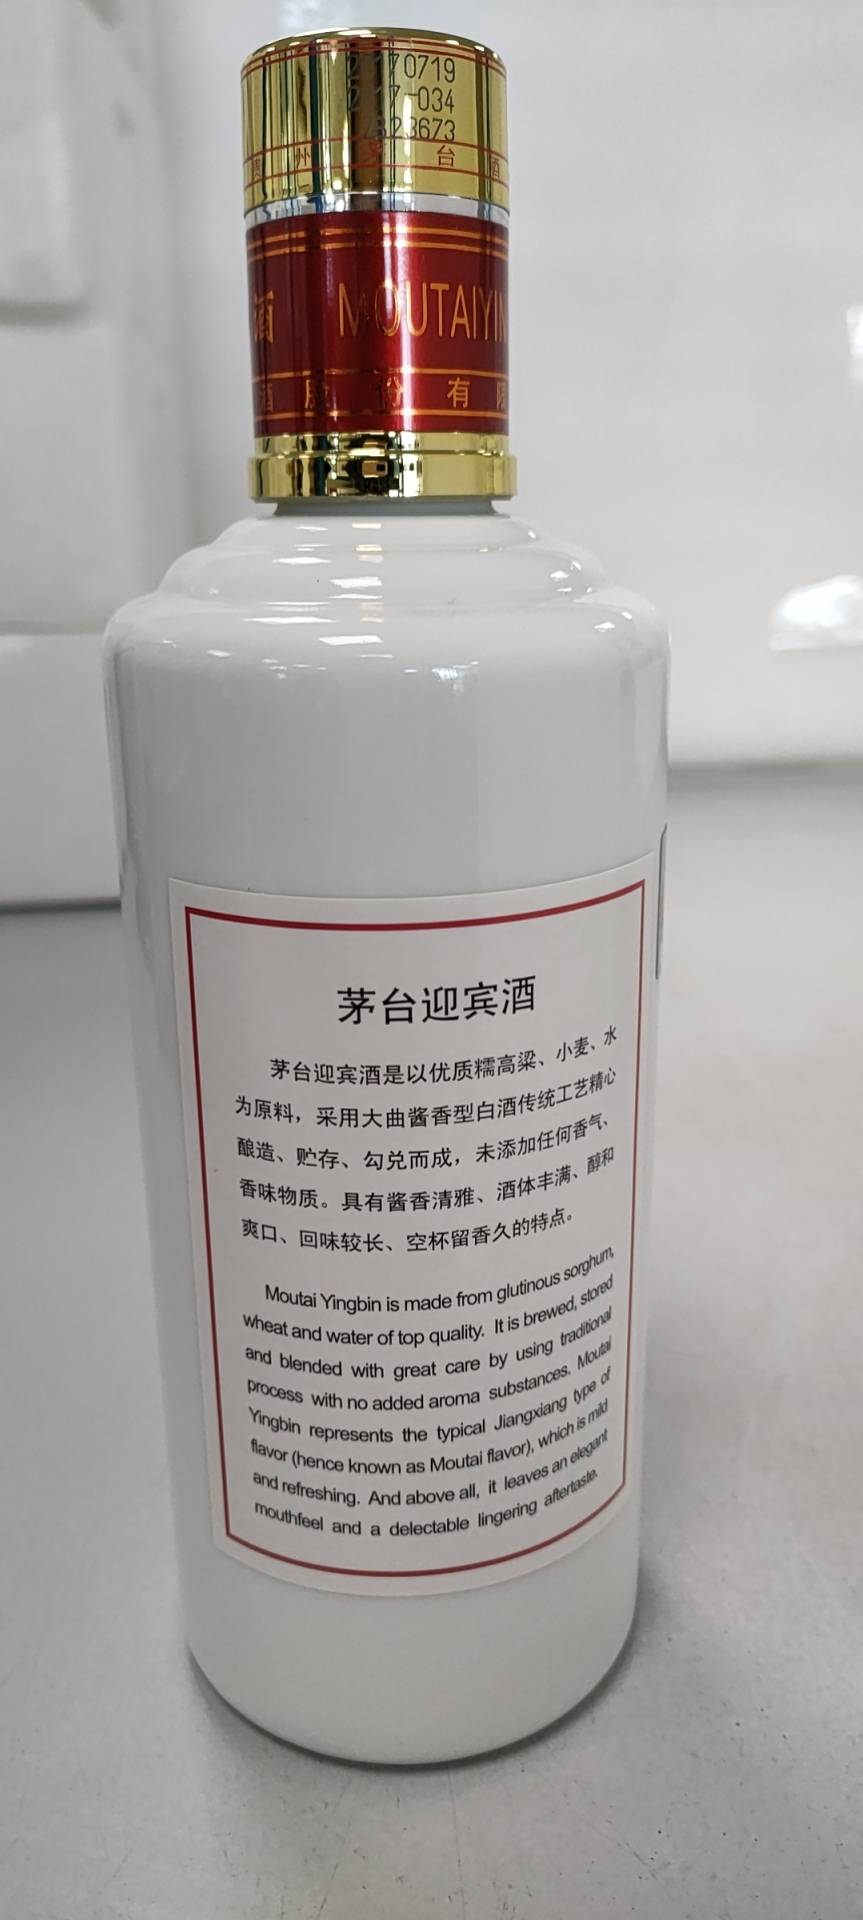 2170719
217-034
323673
贵州茅台酒
酒 MOUTAIYIN
酒股份有限
茅台迎宾酒
茅台迎宾酒是以优质糯高粱、小麦、水
为原料，采用大曲酱香型白酒传统工艺精心
酿造、贮存、勾兑而成，未添加任何香气、
香味物质。具有酱香清雅、酒体丰满、醇和
爽口、回味较长、空杯留香久的特点。
Moutai Yingbin is made from glutinous sorghum,
wheat and water of top quality. It is brewed, stored
and blended with great care by using traditional
process with no added aroma substances. Moutai
Yingbin represents the typical Jiangxiang type of
flavor (hence known as Moutai flavor), which is mild
and refreshing. And above all, it leaves an elegant
mouthfeel and a delectable lingering aftertaste.